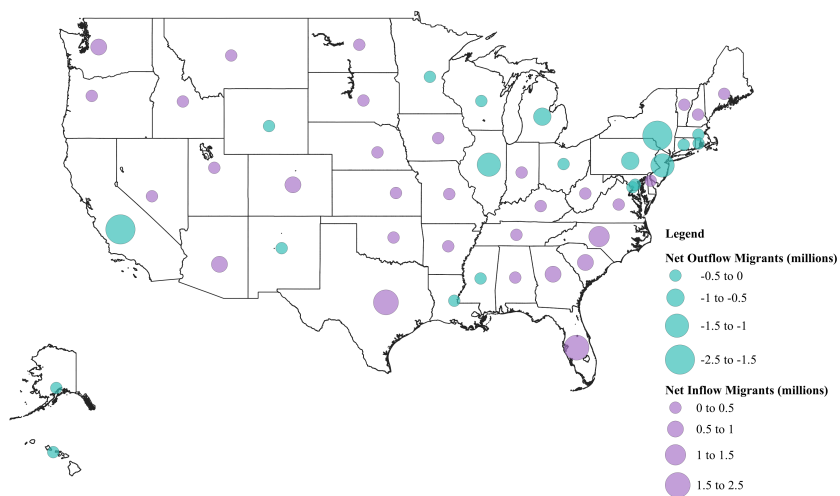 Legend
Net Outflow Migrants (millions)
-0.5 to 0
-1 to -0.5
-1.5 to -1
-2.5 to -1.5
Net Inflow Migrants (millions)
0 to 0.5
0.5 to 1
1 to 1.5
1.5 to 2.5